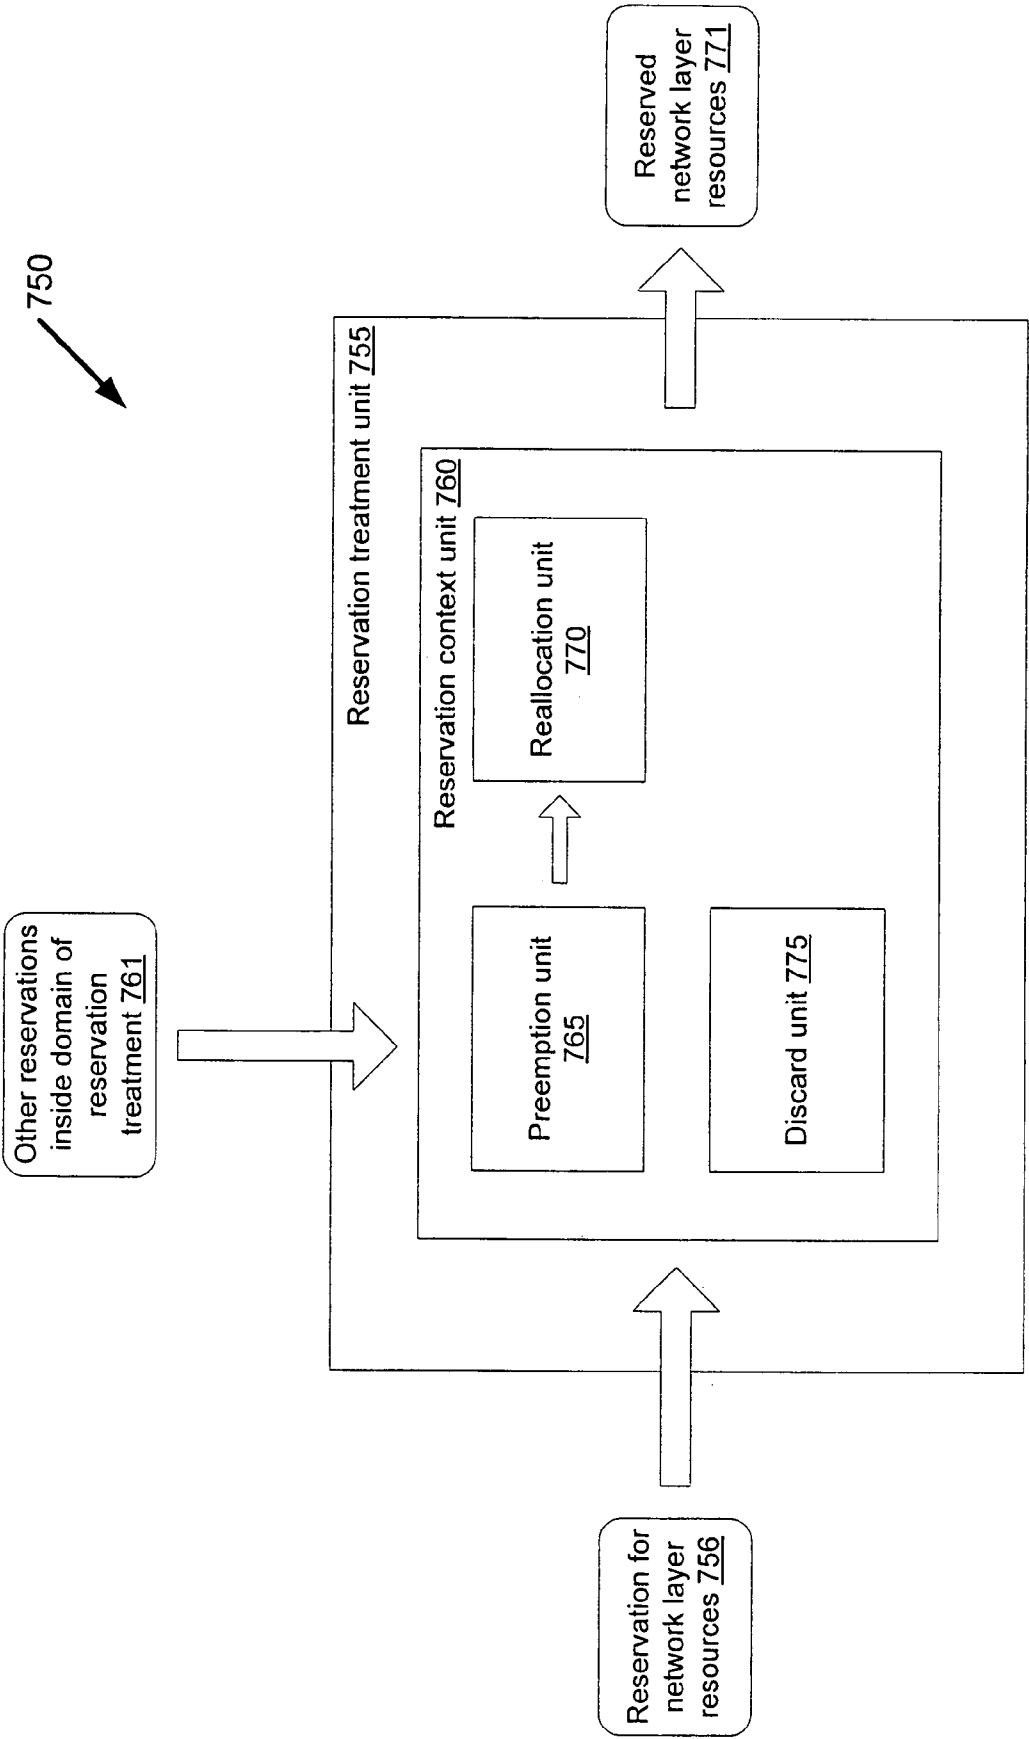 750
Other reservations
inside domain of
reservation
treatment 761
Reservation treatment unit 755
Reservation context unit 760
Preemption unit
765
Reallocation unit
770
Discard unit 775
Reservation for
network layer
resources 756
Reserved
network layer
resources 771